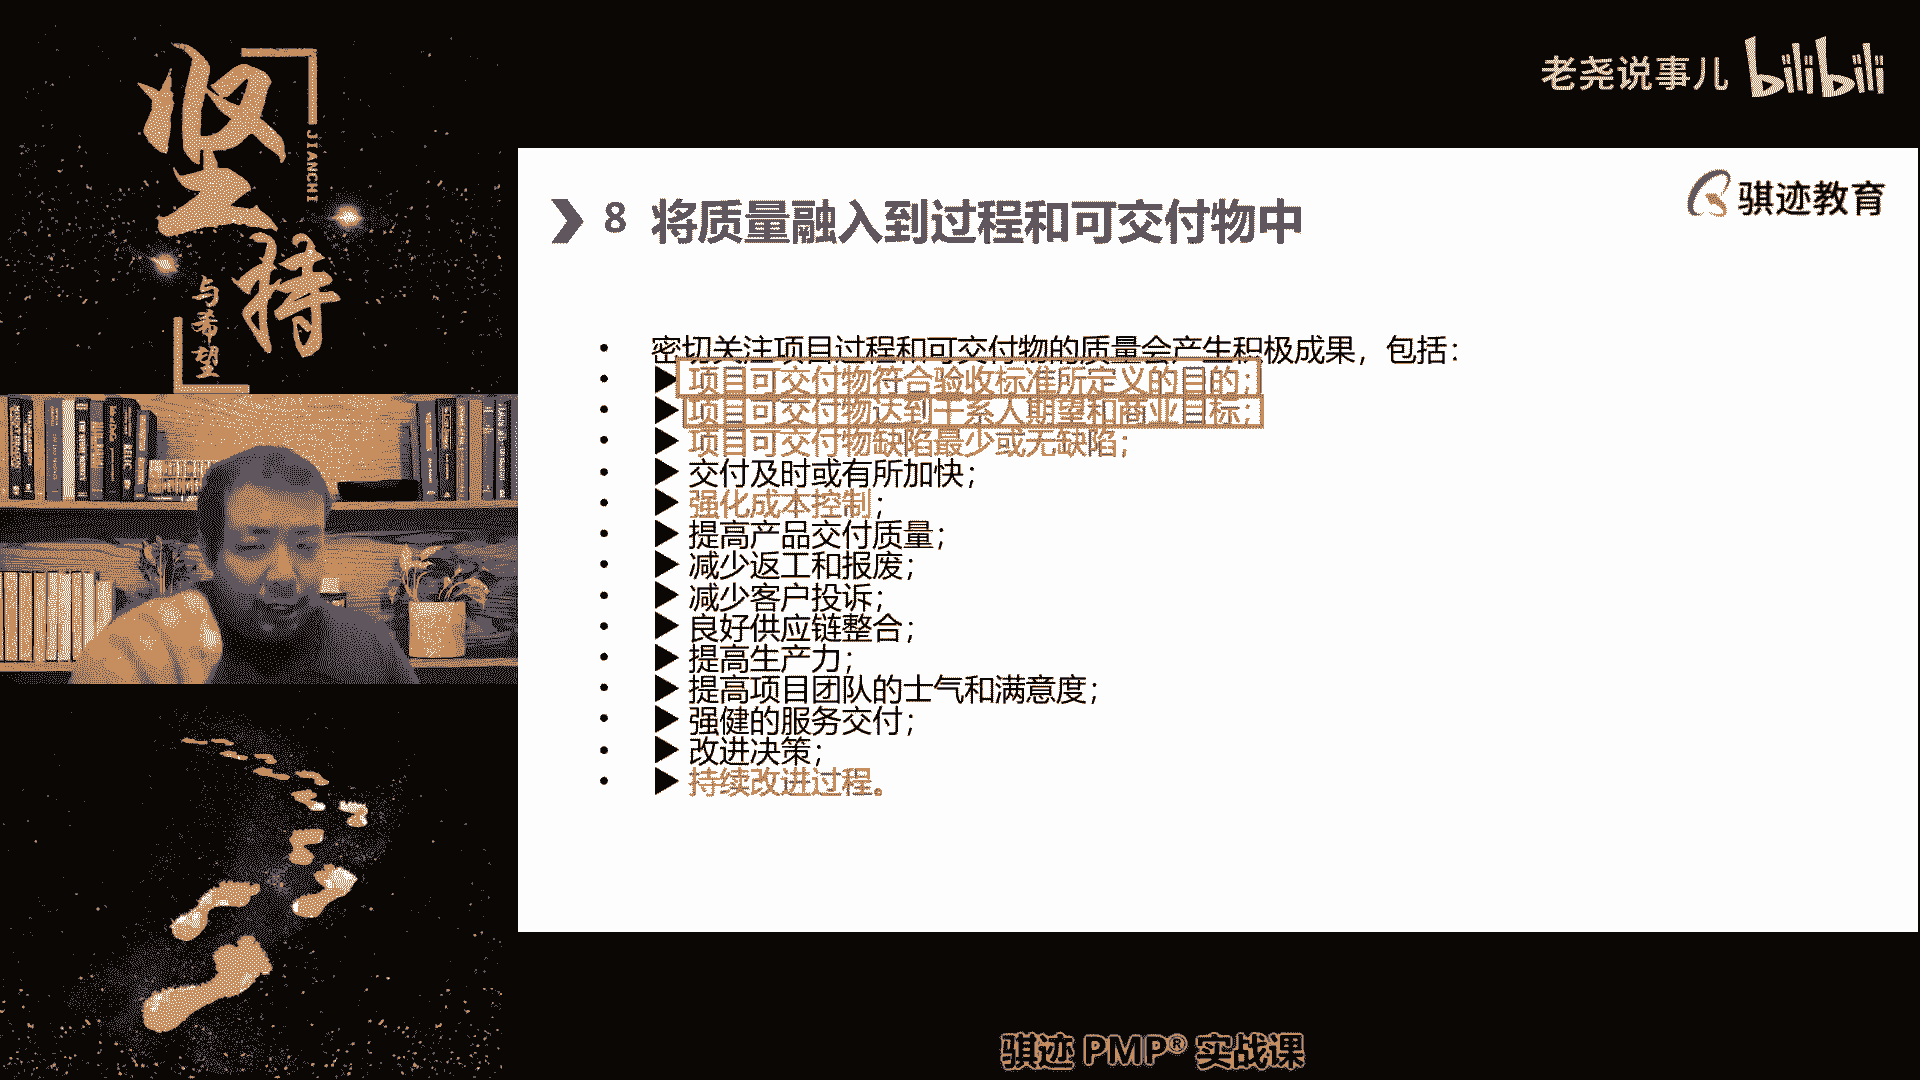 坚持
JIANCHI
与希望
老尧说事儿 bilibili
骐迹教育
8 将质量融入到过程和可交付物中
• 密切关注项目过程和可交付物的质量会产生积极成果，包括：
• ▶项目可交付物符合验收标准所定义的目的；
• ▶项目可交付物达到干系人期望和商业目标；
• ▶项目可交付物缺陷最少或无缺陷；
• ▶交付及时或有所加快；
• ▶强化成本控制；
• ▶提高产品交付质量；
• ▶减少返工和报废；
• ▶减少客户投诉；
• ▶良好供应链整合；
• ▶提高生产力；
• ▶提高项目团队的士气和满意度；
• ▶强健的服务交付；
• ▶改进决策；
• ▶持续改进过程。
骐迹 PMP® 实战课